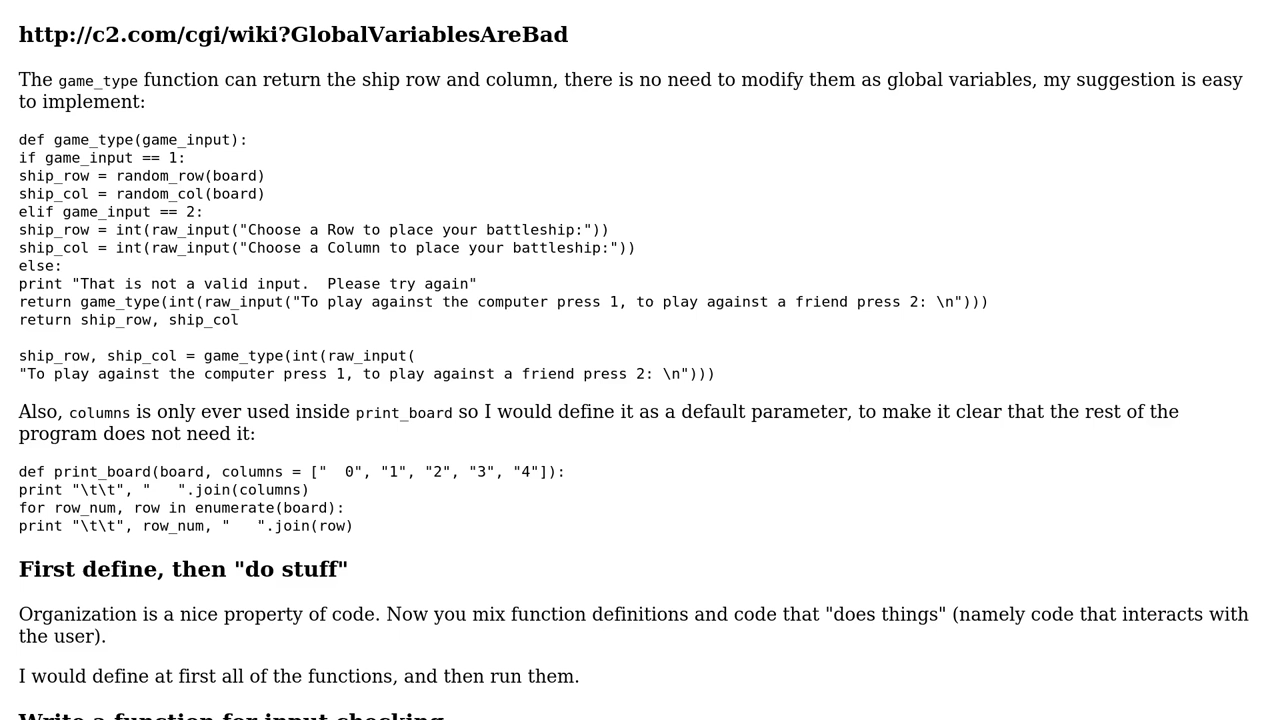 http://c2.com/cgi/wiki?GlobalVariablesAreBad
The game_type function can return the ship row and column, there is no need to modify them as global variables, my suggestion is easy
to implement:
def game_type(game_input):
if game_input == 1:
ship_row = random_row(board)
ship_col = random_col(board)
elif game_input == 2:
ship_row = int(raw_input("Choose a Row to place your battleship:"))
ship_col = int(raw_input("Choose a Column to place your battleship:"))
else:
print "That is not a valid input.  Please try again"
return game_type(int(raw_input("To play against the computer press 1, to play against a friend press 2: \n")))
return ship_row, ship_col
ship_row, ship_col = game_type(int(raw_input(
"To play against the computer press 1, to play against a friend press 2: \n")))
Also, columns is only ever used inside print_board so I would define it as a default parameter, to make it clear that the rest of the
program does not need it:
def print_board(board, columns = ["  0", "1", "2", "3", "4"]):
print "\t\t", "   ".join(columns)
for row_num, row in enumerate(board):
print "\t\t", row_num, "   ".join(row)
First define, then "do stuff"
Organization is a nice property of code. Now you mix function definitions and code that "does things" (namely code that interacts with
the user).
I would define at first all of the functions, and then run them.
Write a function for input checking